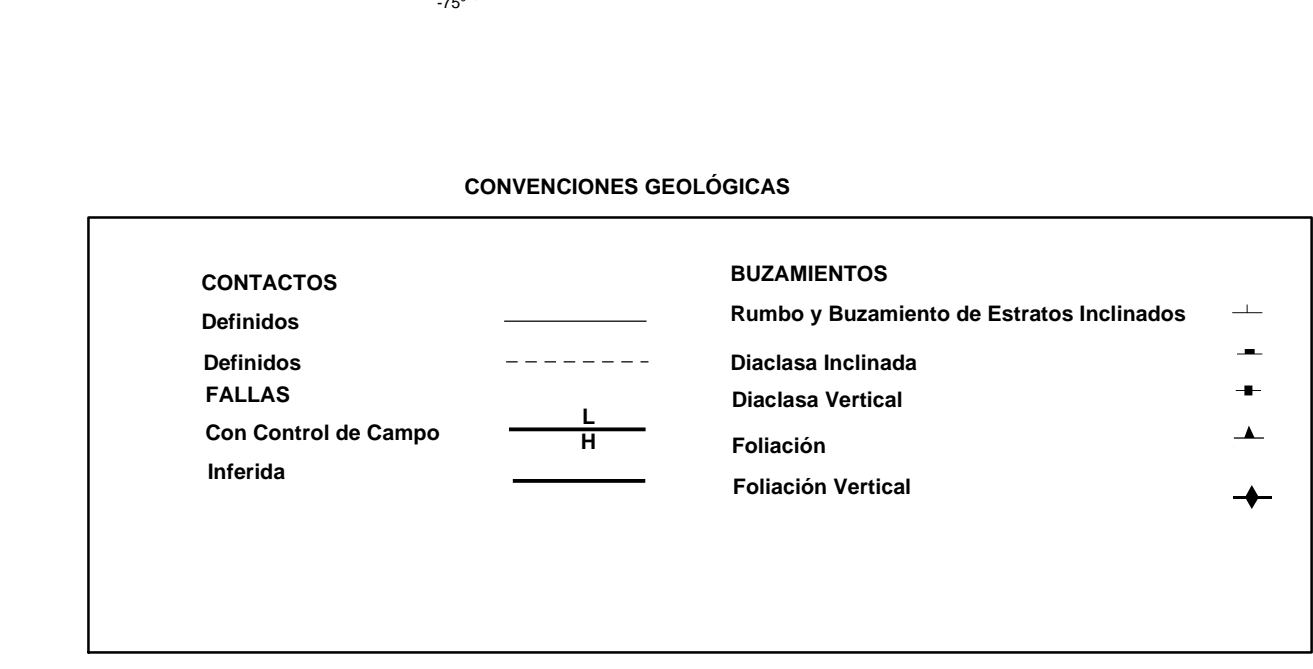 -75°
CONVENCIONES GEOLÓGICAS
CONTACTOS
Definidos
Definidos
FALLAS
Con Control de Campo
L
H
Inferida
BUZAMIENTOS
Rumbo y Buzamiento de Estratos Inclinados
Diaclasa Inclinada
Diaclasa Vertical
Foliación
Foliación Vertical